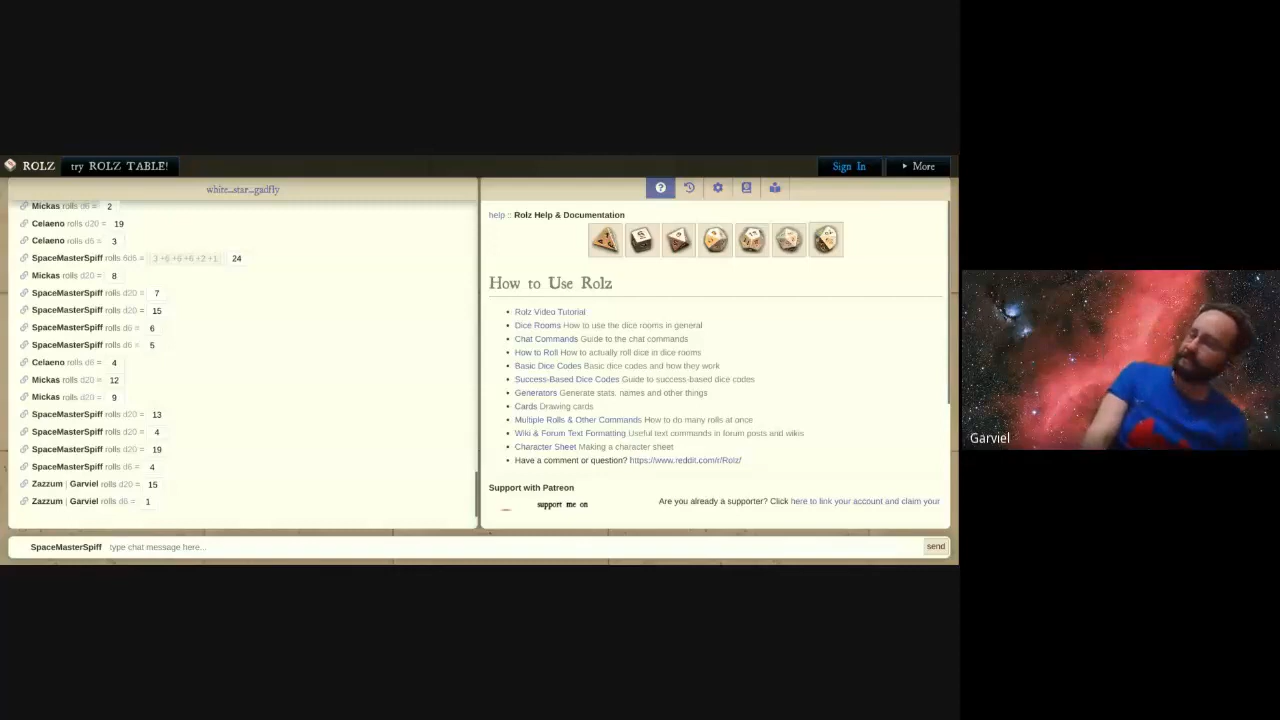 ROLZ
try ROLZ TABLE!
Sign In
More
white_star_gadfly
Mickas rolls d6 = 2
Celaeno rolls d20 = 19
Celaeno rolls d6 = 3
SpaceMasterSpiff rolls 6d6 = 3 +6 +6 +6 +2 +1 24
Mickas rolls d20 = 8
SpaceMasterSpiff rolls d20 = 7
SpaceMasterSpiff rolls d20 = 15
SpaceMasterSpiff rolls d6 = 6
SpaceMasterSpiff rolls d6 = 5
Celaeno rolls d6 = 4
Mickas rolls d20 = 12
Mickas rolls d20 = 9
SpaceMasterSpiff rolls d20 = 13
SpaceMasterSpiff rolls d20 = 4
SpaceMasterSpiff rolls d20 = 19
SpaceMasterSpiff rolls d6 = 4
Zazzum | Garviel rolls d20 = 15
Zazzum | Garviel rolls d6 = 1
SpaceMasterSpiff type chat message here...
send
help :: Rolz Help & Documentation
How to Use Rolz
Rolz Video Tutorial
Dice Rooms How to use the dice rooms in general
Chat Commands Guide to the chat commands
How to Roll How to actually roll dice in dice rooms
Basic Dice Codes Basic dice codes and how they work
Success-Based Dice Codes Guide to success-based dice codes
Generators Generate stats, names and other things
Cards Drawing cards
Multiple Rolls & Other Commands How to do many rolls at once
Wiki & Forum Text Formatting Useful text commands in forum posts and wikis
Character Sheet Making a character sheet
Have a comment or question? https://www.reddit.com/r/Rolz/
Support with Patreon
support me on
Are you already a supporter? Click here to link your account and claim your
Garviel